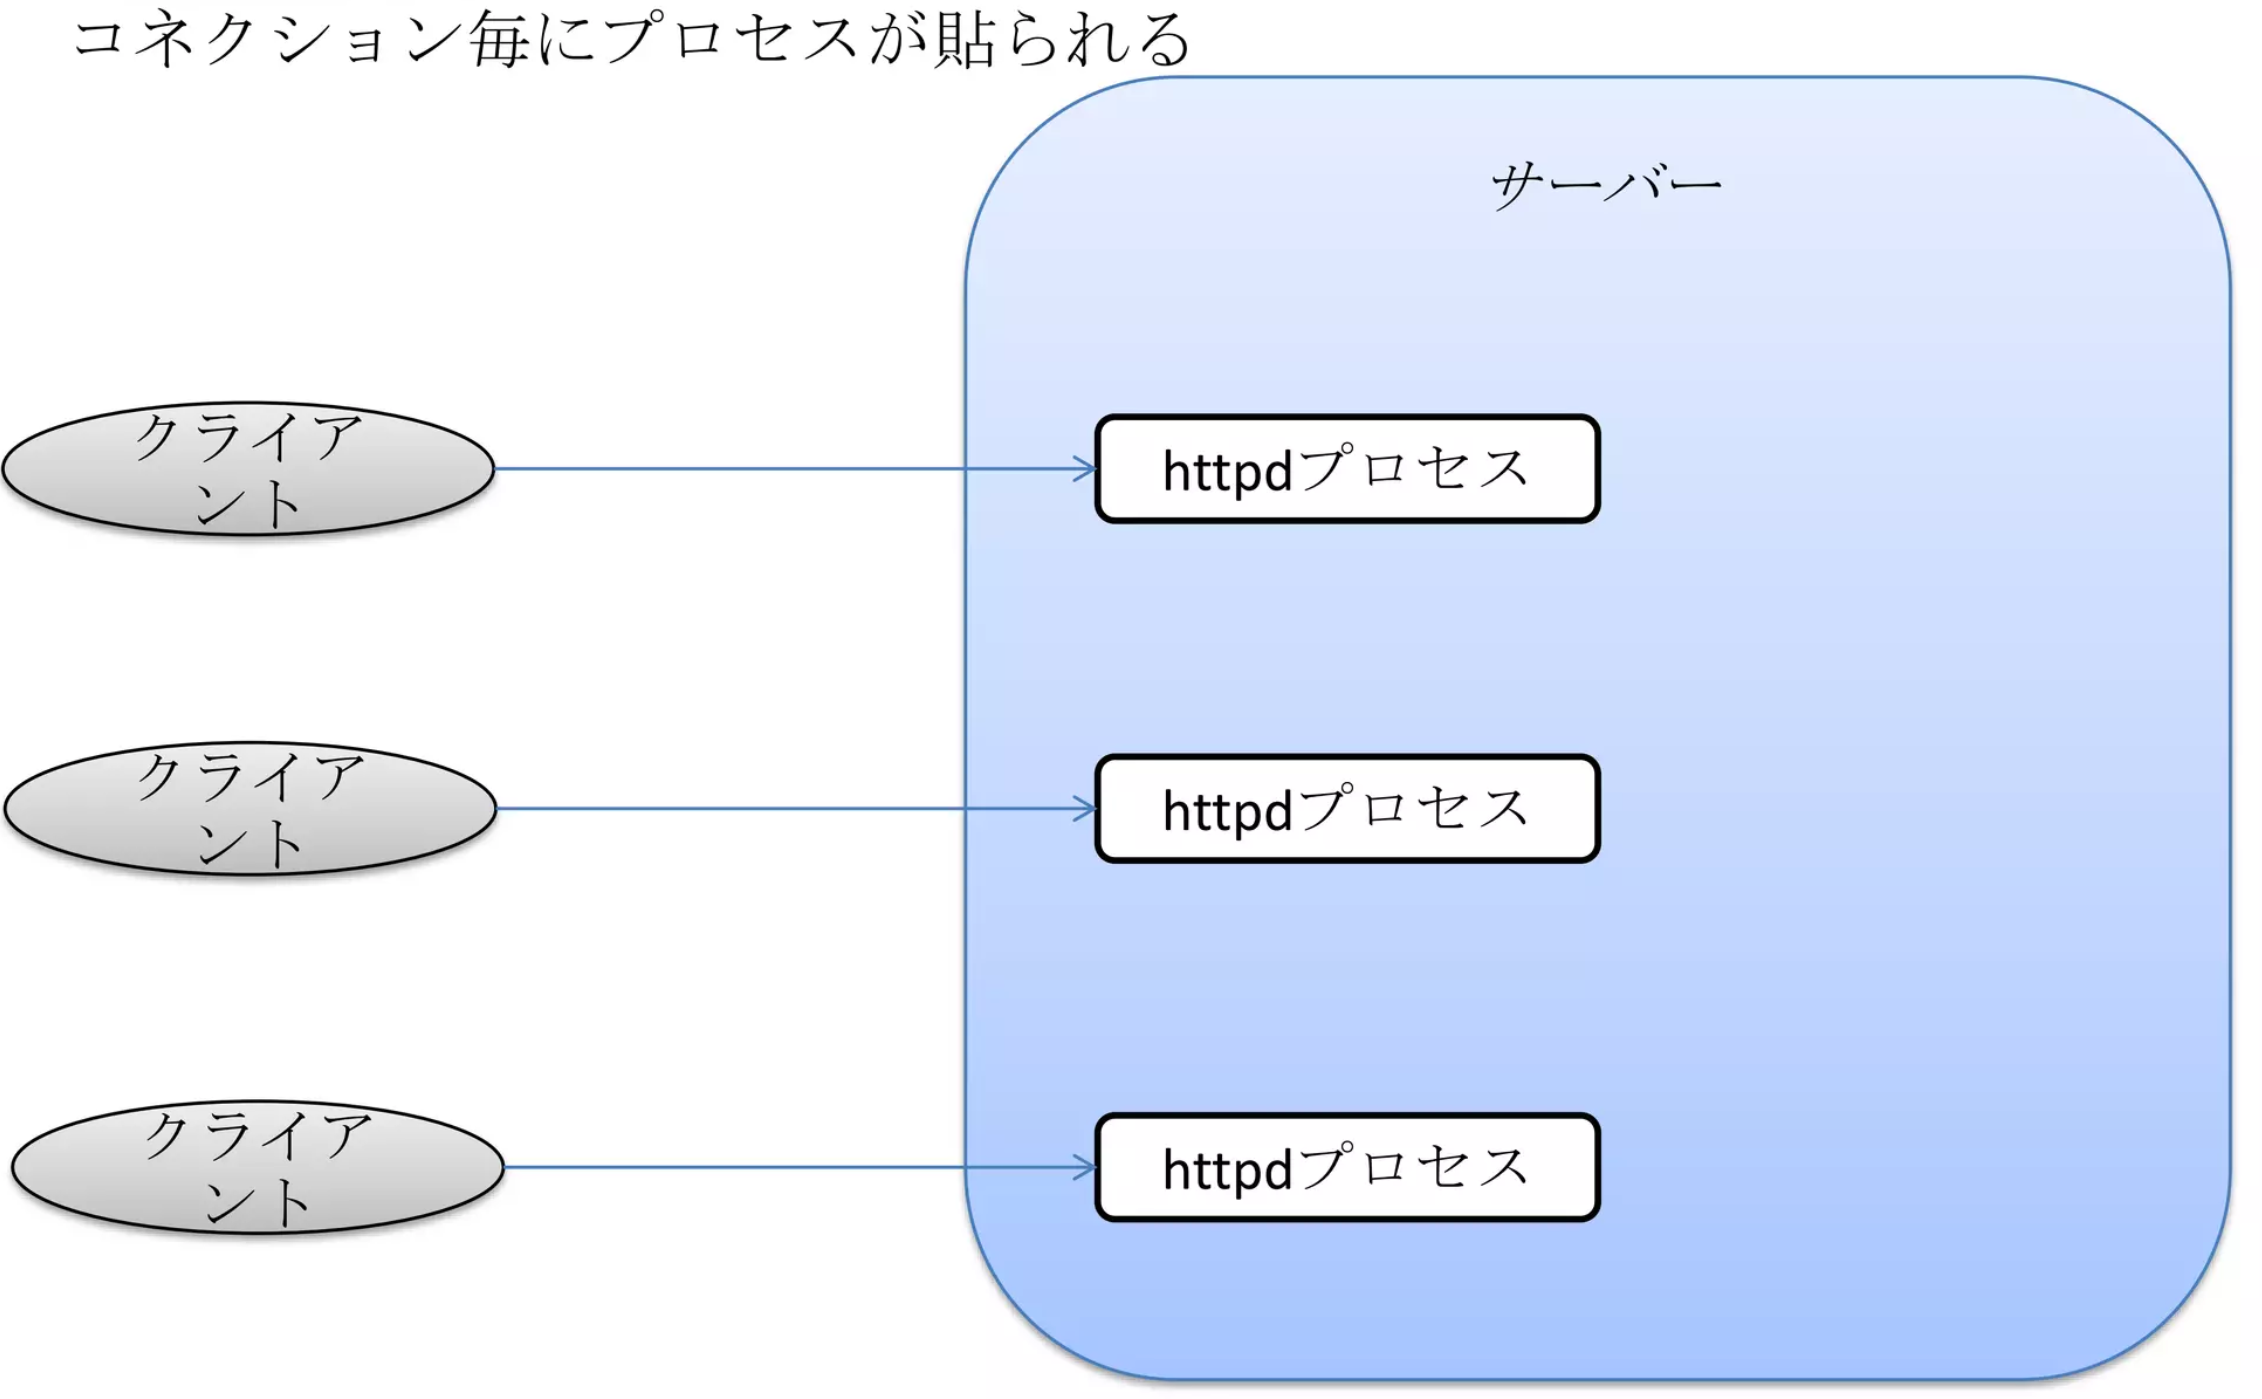 コネクション毎にプロセスが貼られる
サーバー
クライア
ント
httpdプロセス
クライア
ント
httpdプロセス
クライア
ント
httpdプロセス